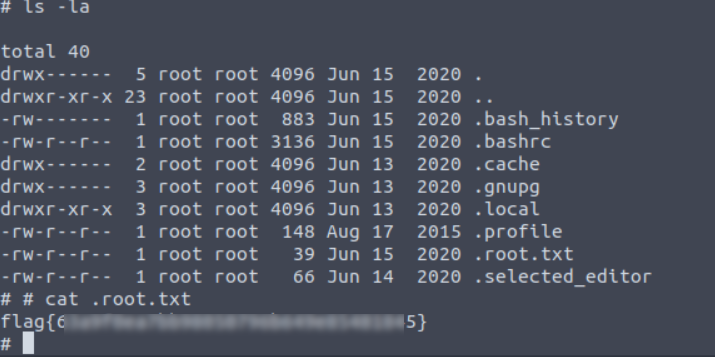 # ls -la
total 40
drwx------ 5 root root 4096 Jun 15 2020 .
drwxr-xr-x 23 root root 4096 Jun 15 2020 ..
-rw------- 1 root root 883 Jun 15 2020 .bash_history
-rw-r--r-- 1 root root 3136 Jun 15 2020 .bashrc
drwx------ 2 root root 4096 Jun 13 2020 .cache
drwx------ 3 root root 4096 Jun 13 2020 .gnupg
drwxr-xr-x 3 root root 4096 Jun 13 2020 .local
-rw-r--r-- 1 root root 148 Aug 17 2015 .profile
-rw-r--r-- 1 root root 39 Jun 15 2020 .root.txt
-rw-r--r-- 1 root root 66 Jun 14 2020 .selected_editor
# # cat .root.txt
flag{6 5}
#